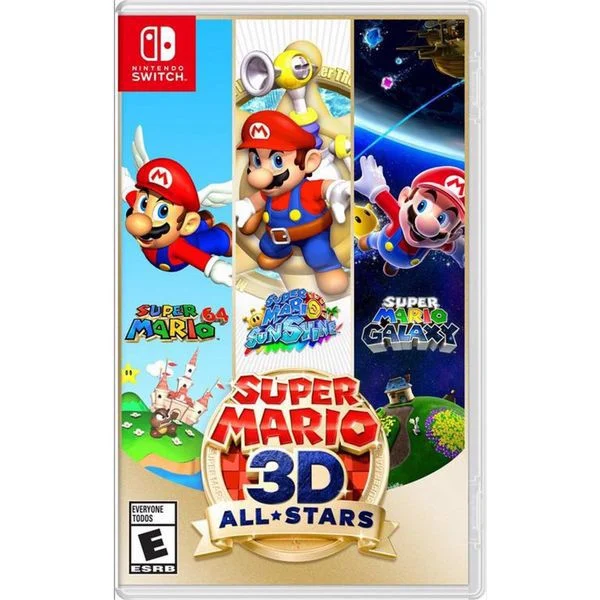 NINTENDO
SWITCH
M
M
M
SUPER
MARIO 64
SUPER
MARIO
SUNSHINE
SUPER
MARIO
GALAXY
SUPER
MARIO
3D
ALL★STARS
EVERYONE
TODOS
E
ESRB